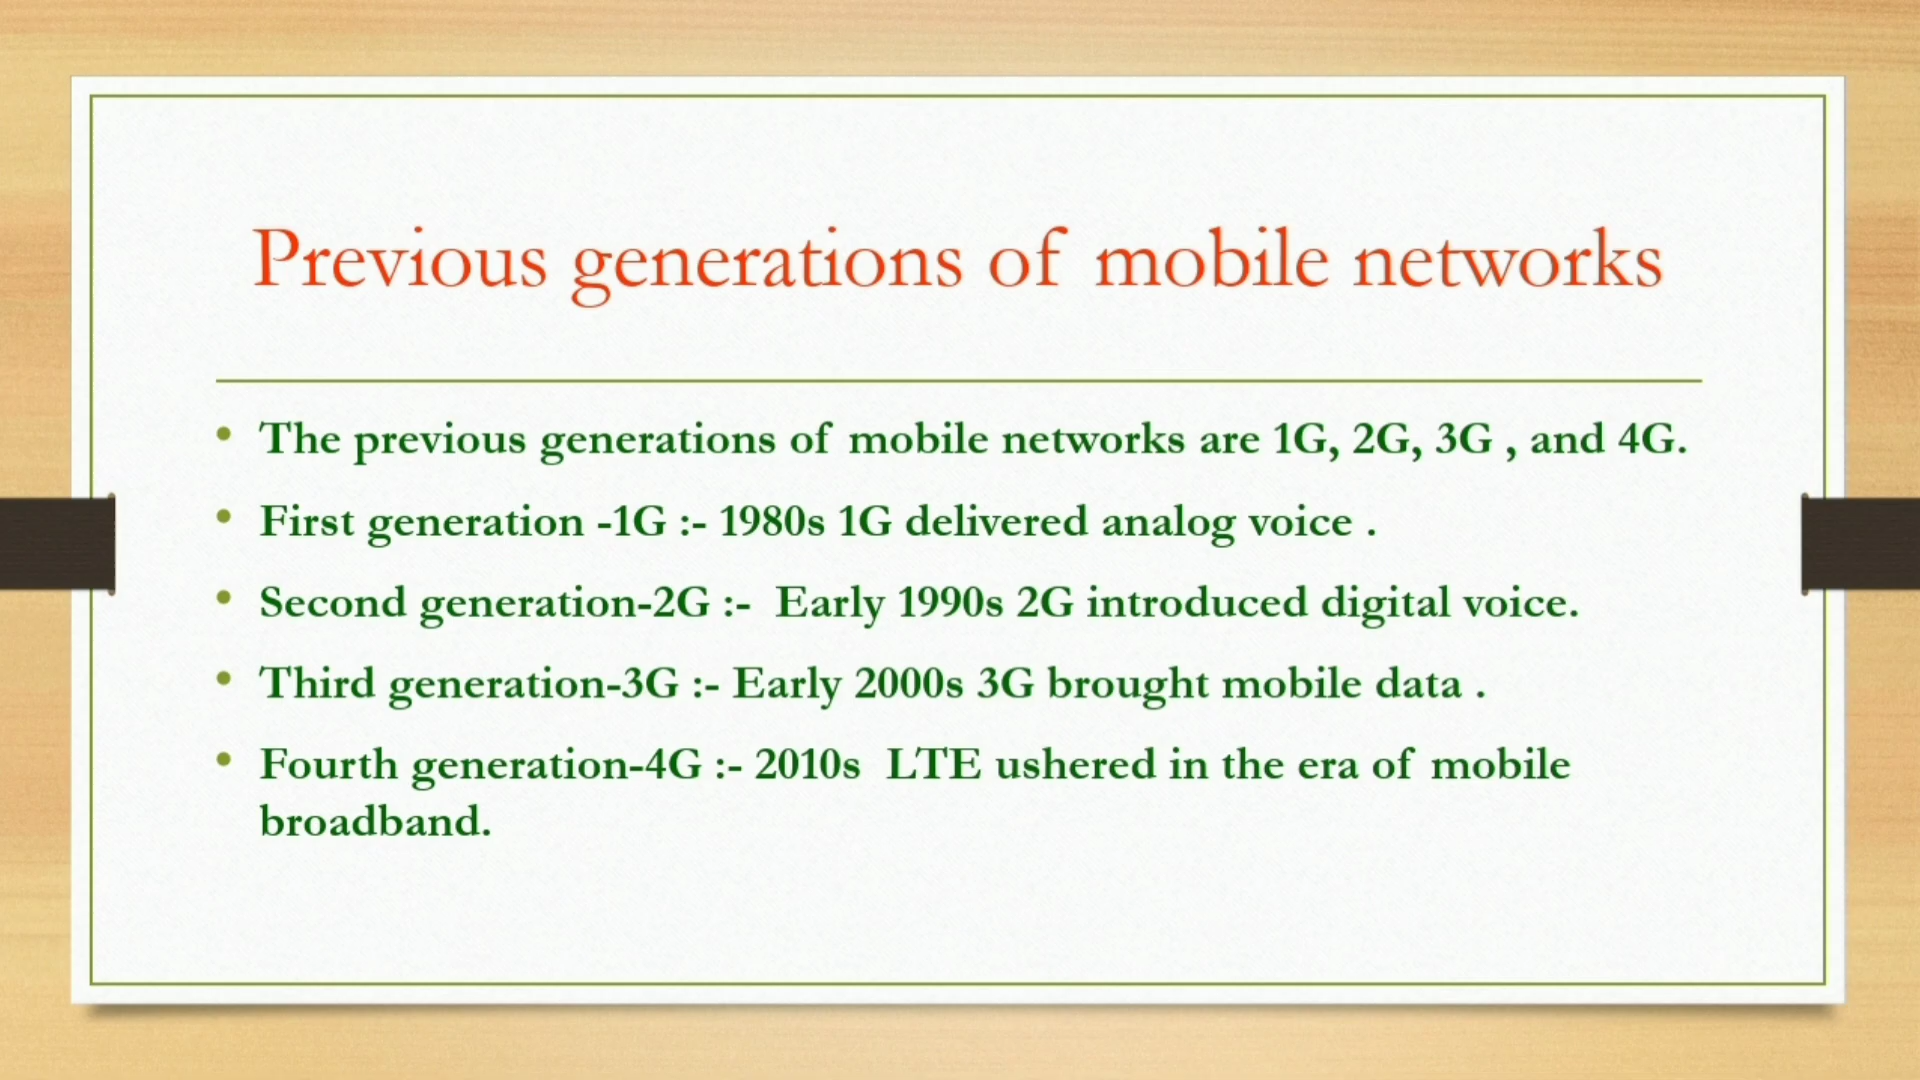 Previous generations of mobile networks
• The previous generations of mobile networks are 1G, 2G, 3G , and 4G.
• First generation -1G :- 1980s 1G delivered analog voice .
• Second generation-2G :-  Early 1990s 2G introduced digital voice.
• Third generation-3G :- Early 2000s 3G brought mobile data .
• Fourth generation-4G :- 2010s  LTE ushered in the era of mobile
broadband.